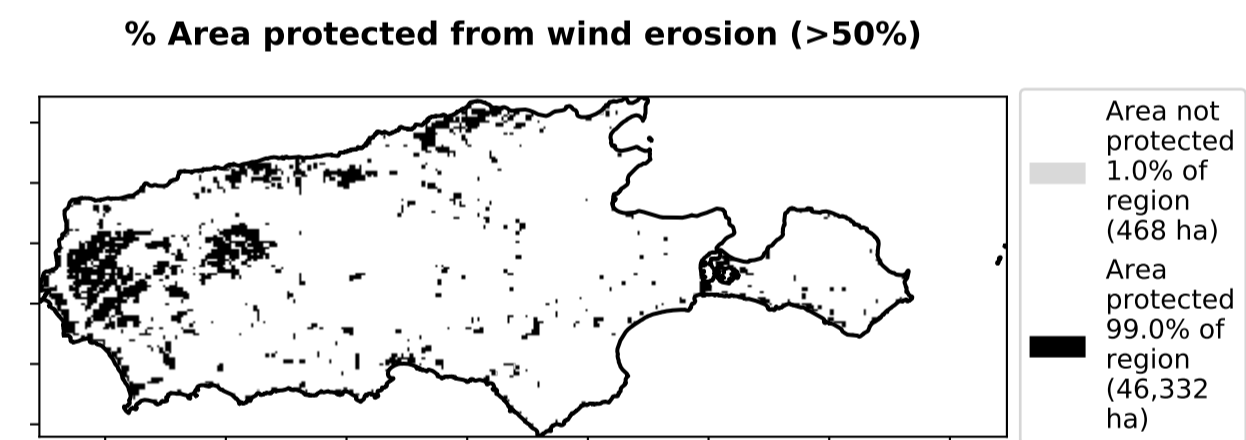 % Area protected from wind erosion (>50%)
Area not
protected
1.0% of
region
(468 ha)
Area
protected
99.0% of
region
(46,332
ha)